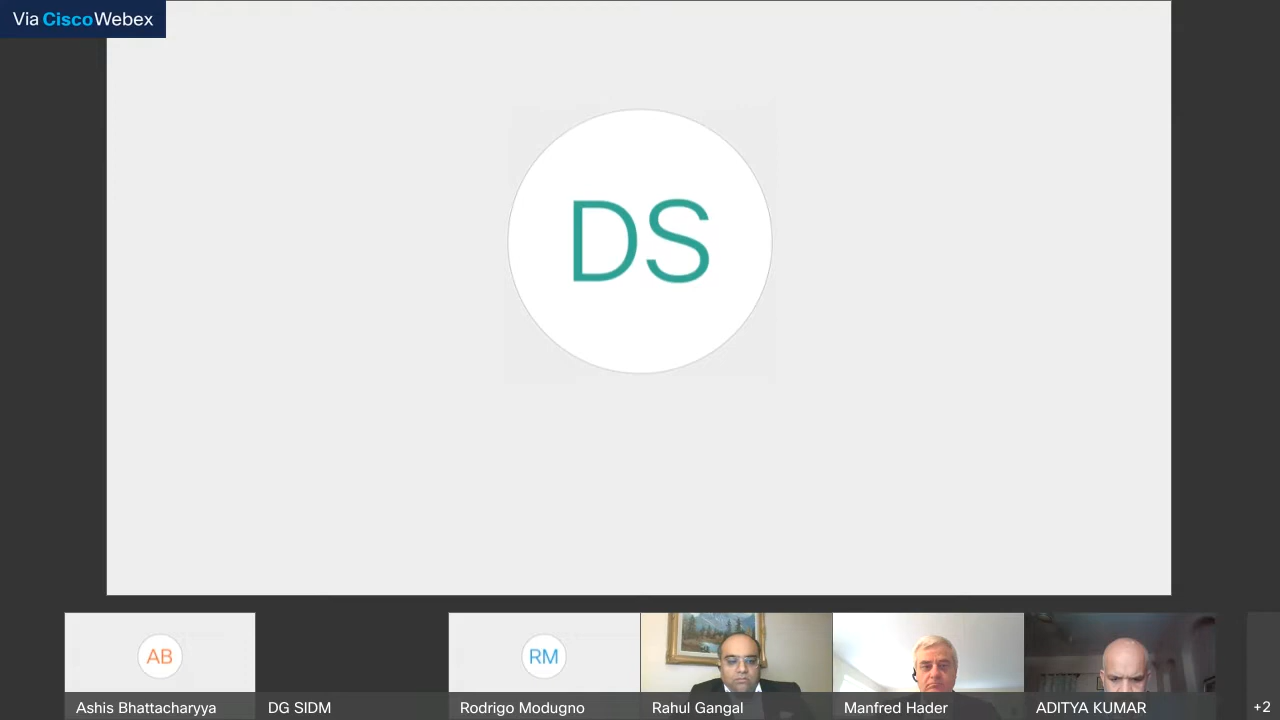 Via CiscoWebex
DS
AB
RM
Ashis Bhattacharyya
DG SIDM
Rodrigo Modugno
Rahul Gangal
Manfred Hader
ADITYA KUMAR
+2